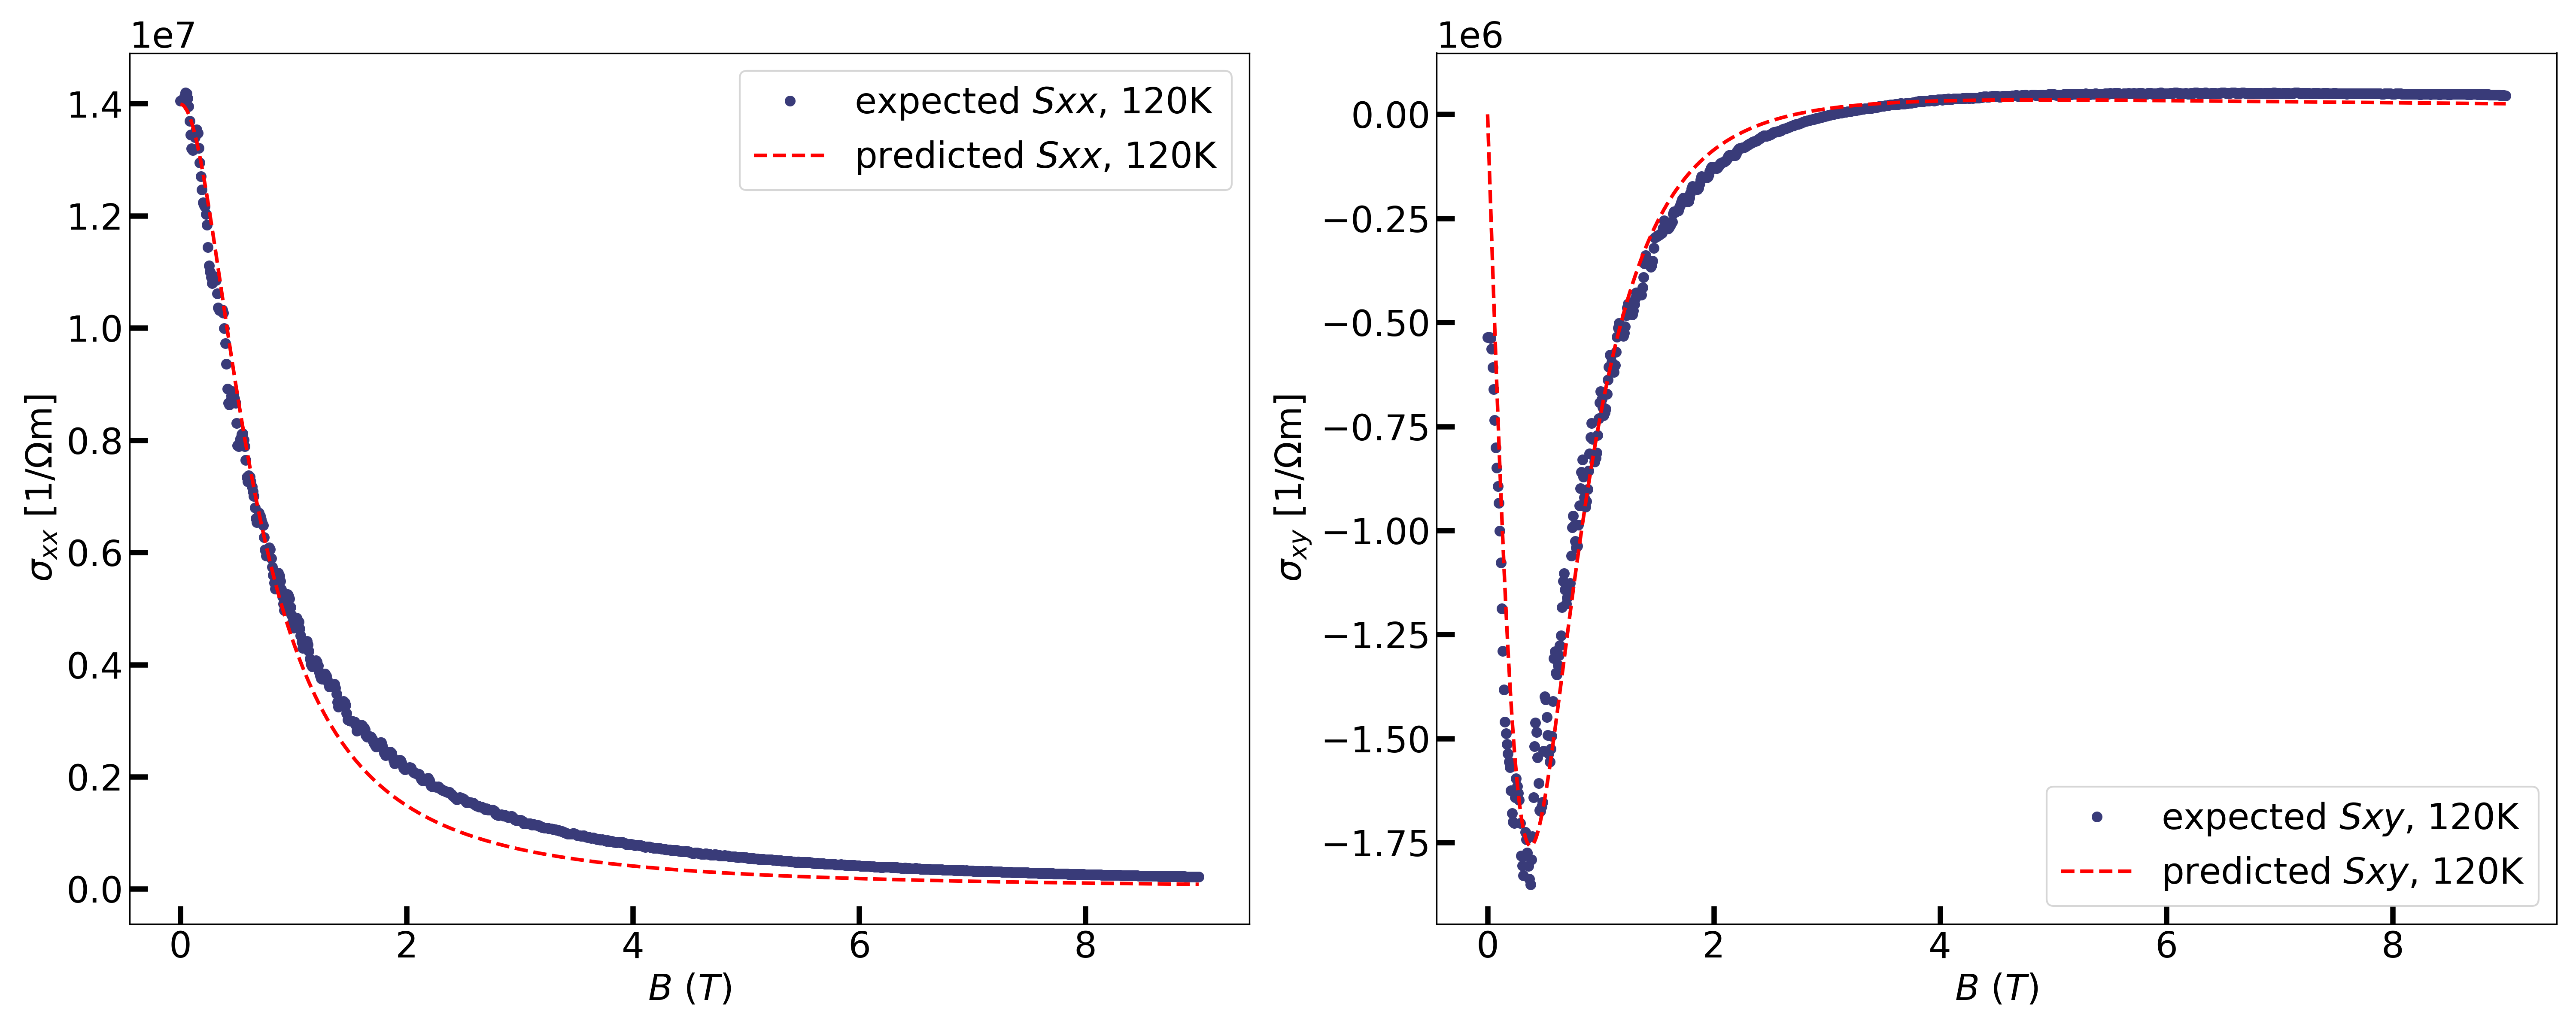 1e7
1.4
1.2
1.0
0.8
0.6
0.4
0.2
0.0
σxx [1/Ωm]
0
2
4
6
8
B (T)
expected Sxx, 120K
predicted Sxx, 120K
1e6
0.00
−0.25
−0.50
−0.75
−1.00
−1.25
−1.50
−1.75
σxy [1/Ωm]
0
2
4
6
8
B (T)
expected Sxy, 120K
predicted Sxy, 120K